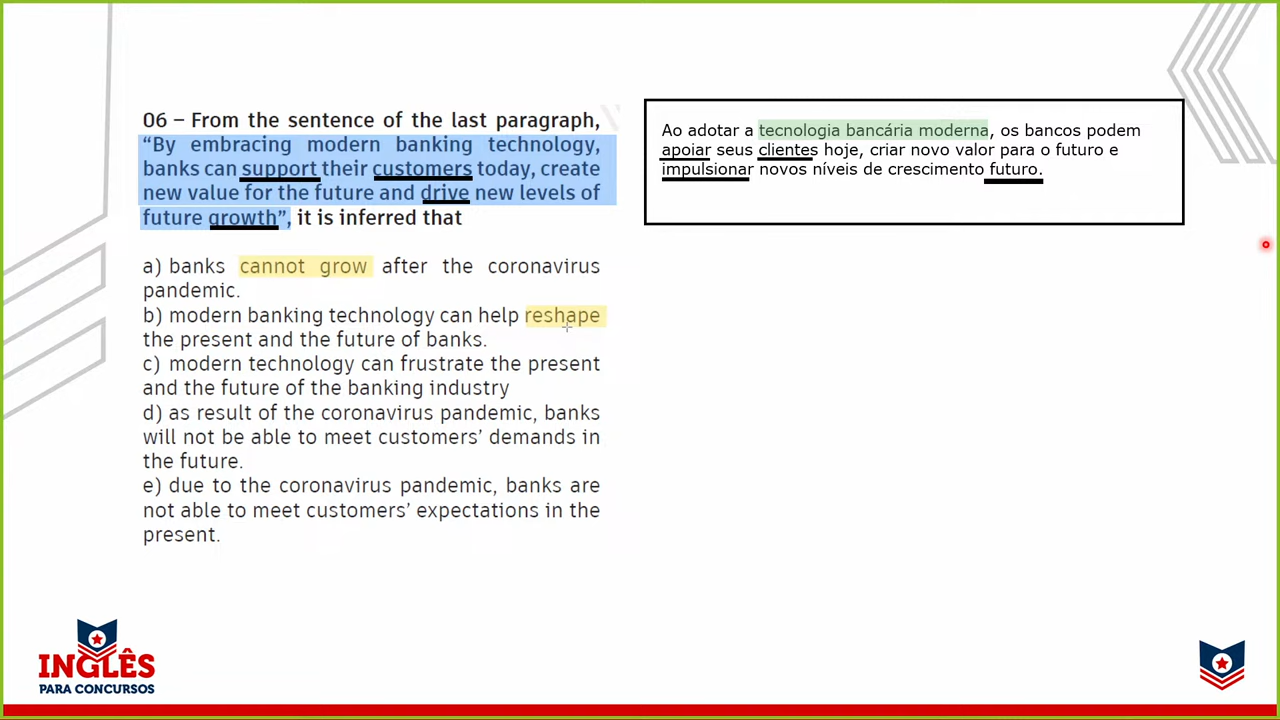 06 – From the sentence of the last paragraph,
“By embracing modern banking technology,
banks can support their customers today, create
new value for the future and drive new levels of
future growth”, it is inferred that
a) banks cannot grow after the coronavirus
pandemic.
b) modern banking technology can help reshape
the present and the future of banks.
c) modern technology can frustrate the present
and the future of the banking industry
d) as result of the coronavirus pandemic, banks
will not be able to meet customers’ demands in
the future.
e) due to the coronavirus pandemic, banks are
not able to meet customers’ expectations in the
present.
Ao adotar a tecnologia bancária moderna, os bancos podem
apoiar seus clientes hoje, criar novo valor para o futuro e
impulsionar novos níveis de crescimento futuro.
INGLÊS
PARA CONCURSOS